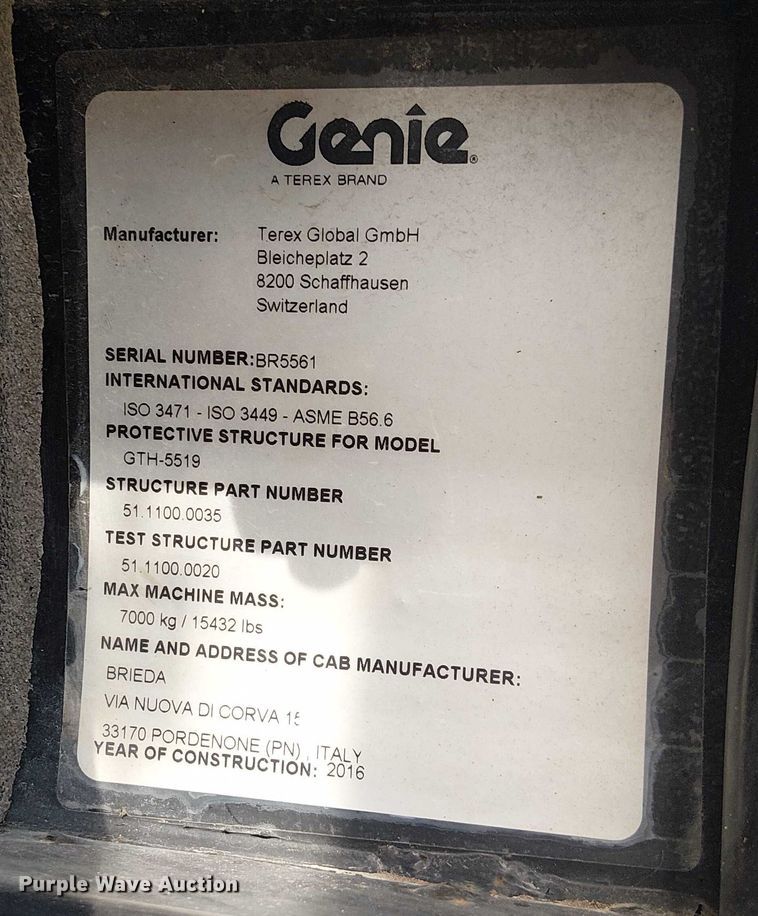 Genie®
A TEREX BRAND
Manufacturer: Terex Global GmbH
Bleicheplatz 2
8200 Schaffhausen
Switzerland
SERIAL NUMBER:BR5561
INTERNATIONAL STANDARDS:
ISO 3471 - ISO 3449 - ASME B56.6
PROTECTIVE STRUCTURE FOR MODEL
GTH-5519
STRUCTURE PART NUMBER
51.1100.0035
TEST STRUCTURE PART NUMBER
51.1100.0020
MAX MACHINE MASS:
7000 kg / 15432 lbs
NAME AND ADDRESS OF CAB MANUFACTURER:
BRIEDA
VIA NUOVA DI CORVA
33170 PORDENONE (PN) , ITALY
YEAR OF CONSTRUCTION: 2016
Purple Wave Auction